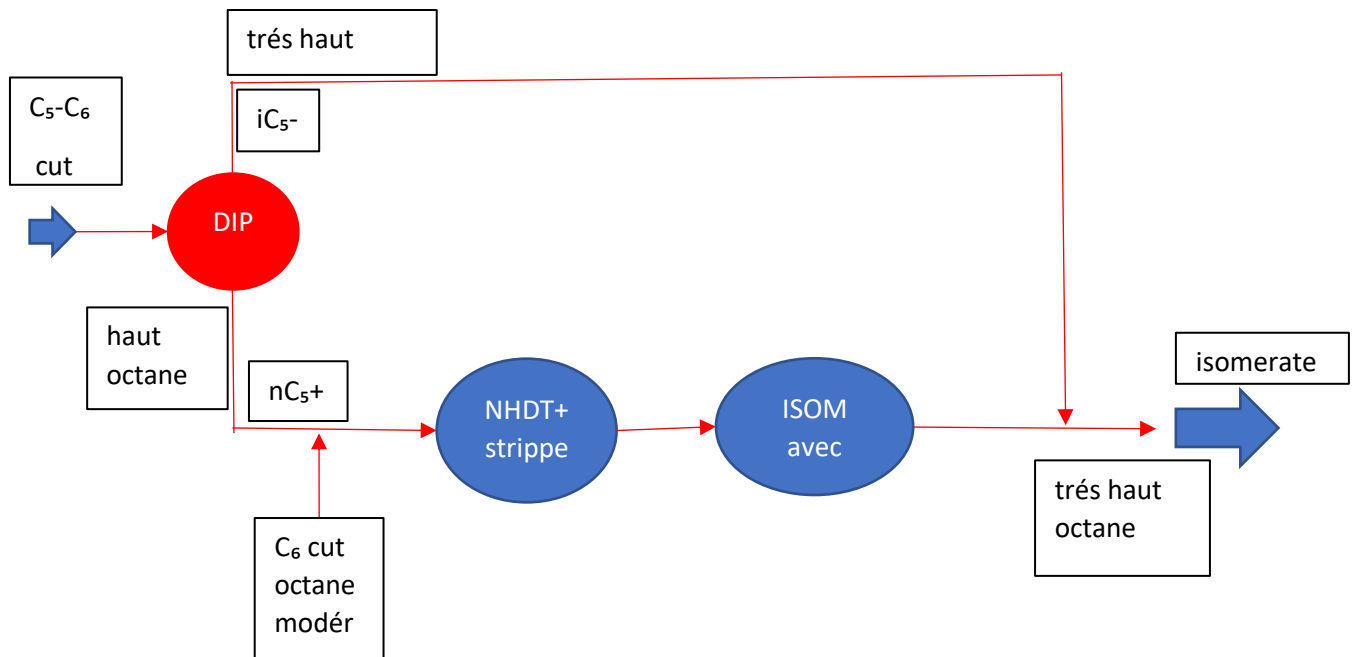 trés haut
C₅-C₆
cut
iC₅-
DIP
haut
octane
nC₅+
NHDT+
strippe
ISOM
avec
isomerate
trés haut
octane
C₆ cut
octane
modér